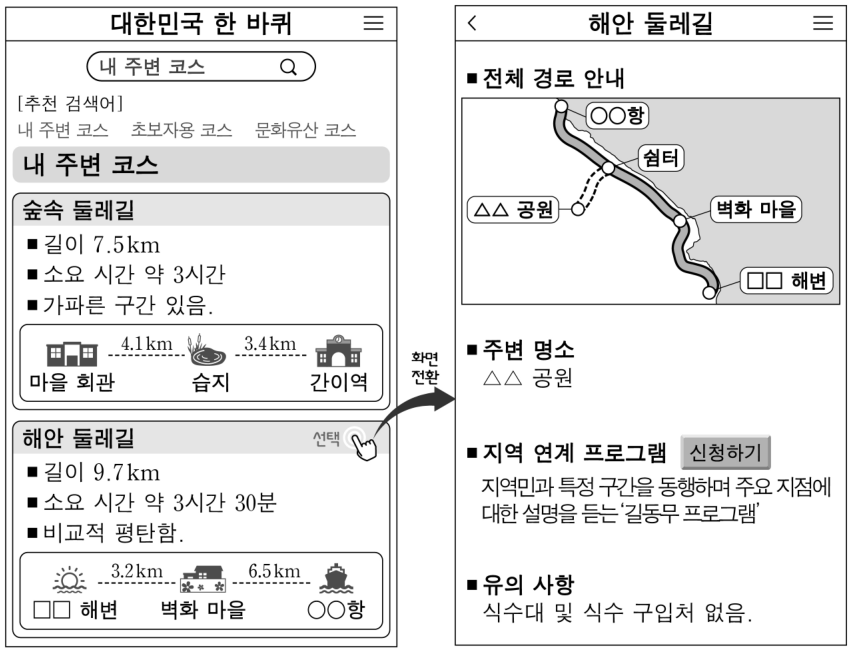 대한민국 한 바퀴
내 주변 코스
[추천 검색어]
내 주변 코스 초보자용 코스 문화유산 코스
내 주변 코스
숲속 둘레길
■ 길이 7.5km
■ 소요 시간 약 3시간
■ 가파른 구간 있음.
4.1km 3.4km
마을 회관 습지 간이역
해안 둘레길 선택
■ 길이 9.7km
■ 소요 시간 약 3시간 30분
■ 비교적 평탄함.
3.2km 6.5km
□□ 해변 벽화 마을 ○○항
화면
전환
해안 둘레길
■ 전체 경로 안내
○○항
쉼터
△△ 공원
벽화 마을
□□ 해변
■ 주변 명소
△△ 공원
■ 지역 연계 프로그램 신청하기
지역민과 특정 구간을 동행하며 주요 지점에
대한 설명을 듣는 ‘길동무 프로그램’
■ 유의 사항
식수대 및 식수 구입처 없음.